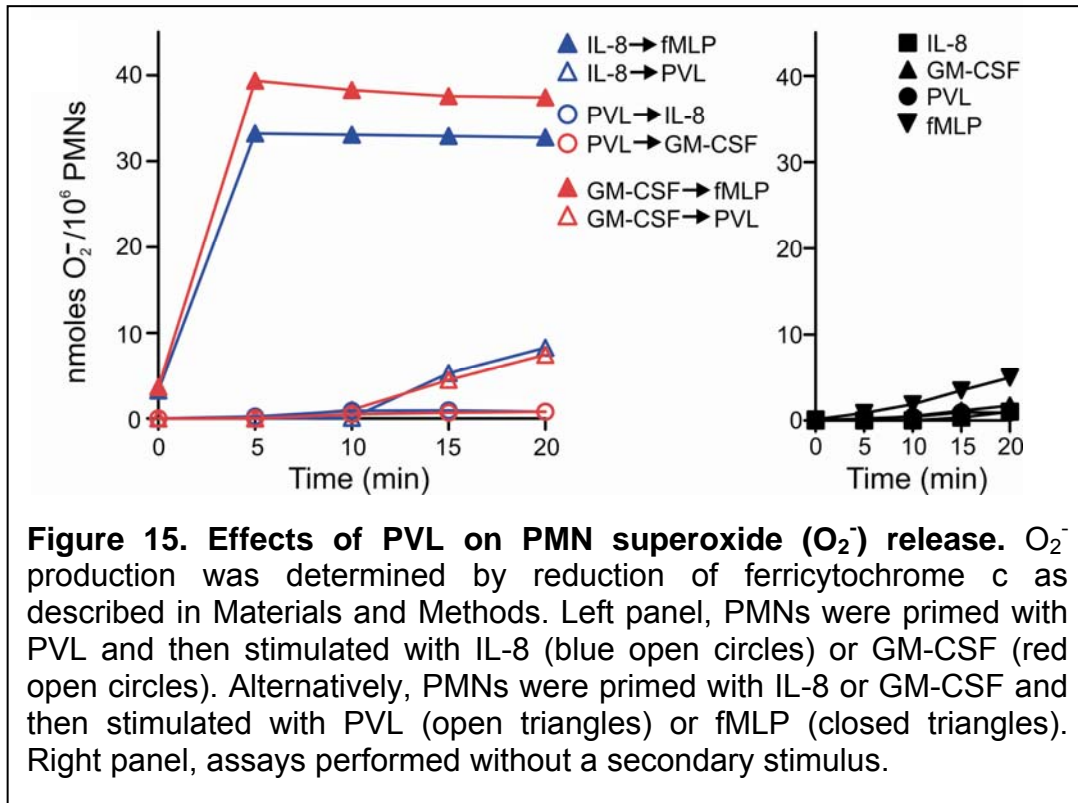 40
30
20
10
0
nmoles O₂⁻/10⁶ PMNs
0 5 10 15 20
Time (min)
IL-8→fMLP
IL-8→PVL
PVL→IL-8
PVL→GM-CSF
GM-CSF→fMLP
GM-CSF→PVL
40
30
20
10
0
0 5 10 15 20
Time (min)
IL-8
GM-CSF
PVL
fMLP
Figure 15. Effects of PVL on PMN superoxide (O₂⁻) release. O₂⁻
production was determined by reduction of ferricytochrome c as
described in Materials and Methods. Left panel, PMNs were primed with
PVL and then stimulated with IL-8 (blue open circles) or GM-CSF (red
open circles). Alternatively, PMNs were primed with IL-8 or GM-CSF and
then stimulated with PVL (open triangles) or fMLP (closed triangles).
Right panel, assays performed without a secondary stimulus.